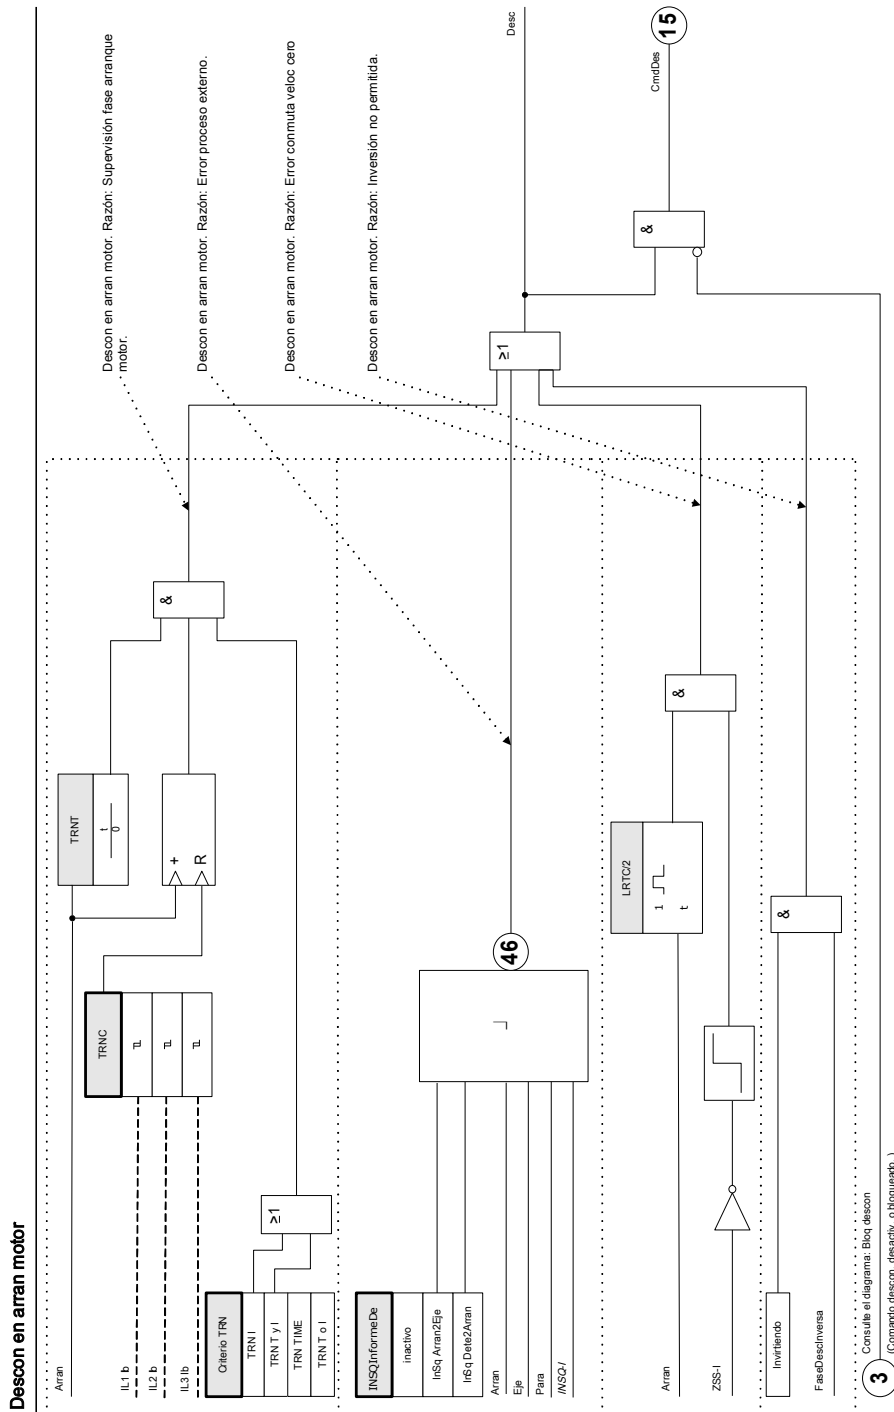 Descon en arran motor
Arran
IL1 Ib
IL2 Ib
IL3 Ib
Criterio TRN
TRN I
TRN T y I
TRN TIME
TRN T o I
≥1
TRNC
TRNT
t
0
+
R
&
Descon en arran motor. Razón: Supervisión fase arranque
motor.
Descon en arran motor. Razón: Error proceso externo.
Descon en arran motor. Razón: Error conmuta veloc cero
Descon en arran motor. Razón: Inversión no permitida.
INSQInformeDe
inactivo
InSq Arran2Eje
InSq Dete2Arran
Arran
Eje
Para
INSQ-I
46
≥1
Desc
&
CmdDes
15
Arran
LRTC/2
1
t
ZSS-I
&
Invirtiendo
FaseDescInversa
&
3
Consulte el diagrama: Bloq descon
(Comando descon. desactiv. o bloqueado. )